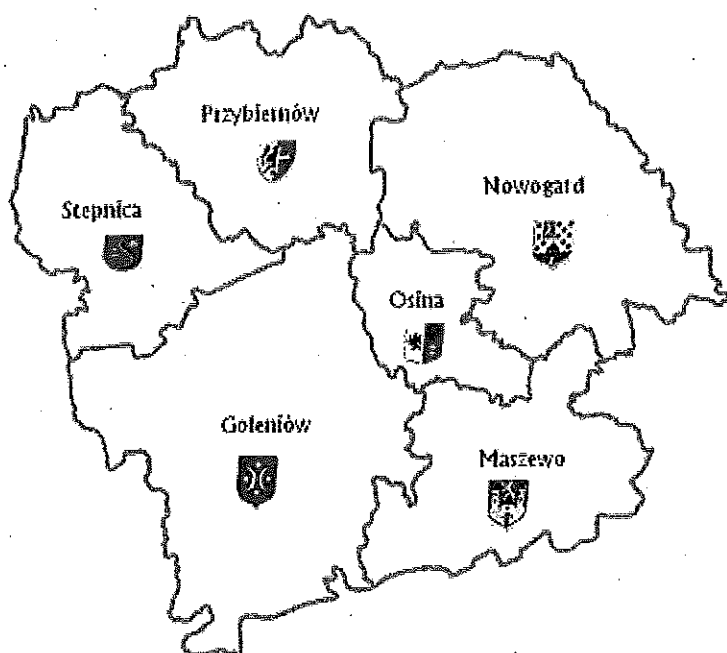 Przybiernów
Nowogard
Stepnica
Osina
Goleniów
Maszewo